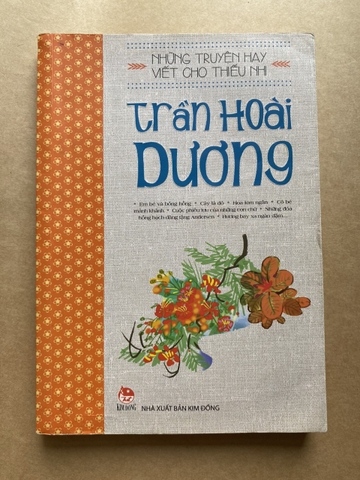 NHỮNG TRUYỆN HAY
VIẾT CHO THIẾU NHI
Trần Hoài
Dương
* Em bé và bông hồng * Cây lá đỏ * Hoa kim ngân * Cô bé
mảnh khảnh * Cuộc phiêu lưu của những con chữ * Những đóa
hồng bạch dâng tặng Andersen * Đường bay xa ngàn dặm...
KIM ĐỒNG
NHÀ XUẤT BẢN KIM ĐỒNG